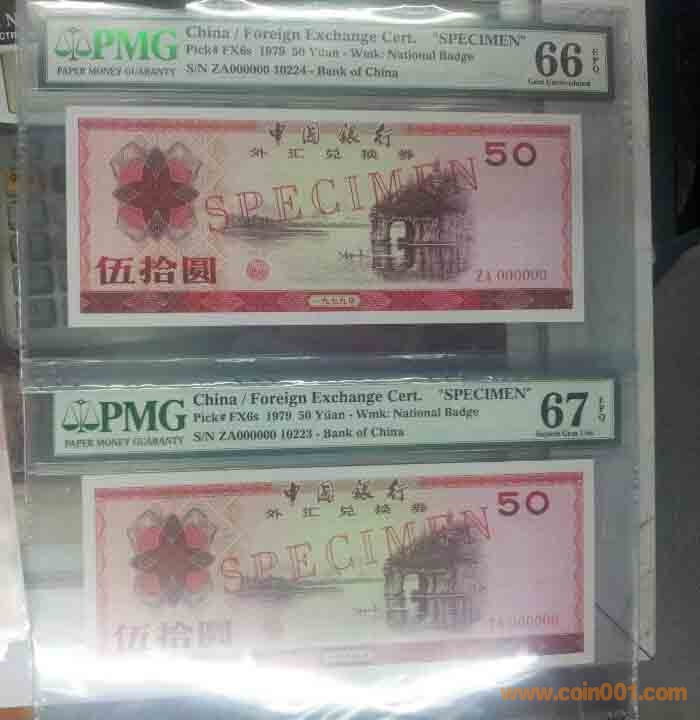 PMG
PAPER MONEY GUARANTY
China / Foreign Exchange Cert. "SPECIMEN"
Pick# FX6s 1979 50 Yüan - Wmk: National Badge
S/N ZA000000 10224 - Bank of China
66 EPQ
Gem Uncirculated
中国银行
外汇兑换券
50
SPECIMEN
伍拾圆
ZA 000000
一九七九年
PMG
PAPER MONEY GUARANTY
China / Foreign Exchange Cert. "SPECIMEN"
Pick# FX6s 1979 50 Yüan - Wmk: National Badge
S/N ZA000000 10223 - Bank of China
67 EPQ
Superb Gem Unc
中国银行
外汇兑换券
50
SPECIMEN
伍拾圆
ZA 000000
www.coin001.com